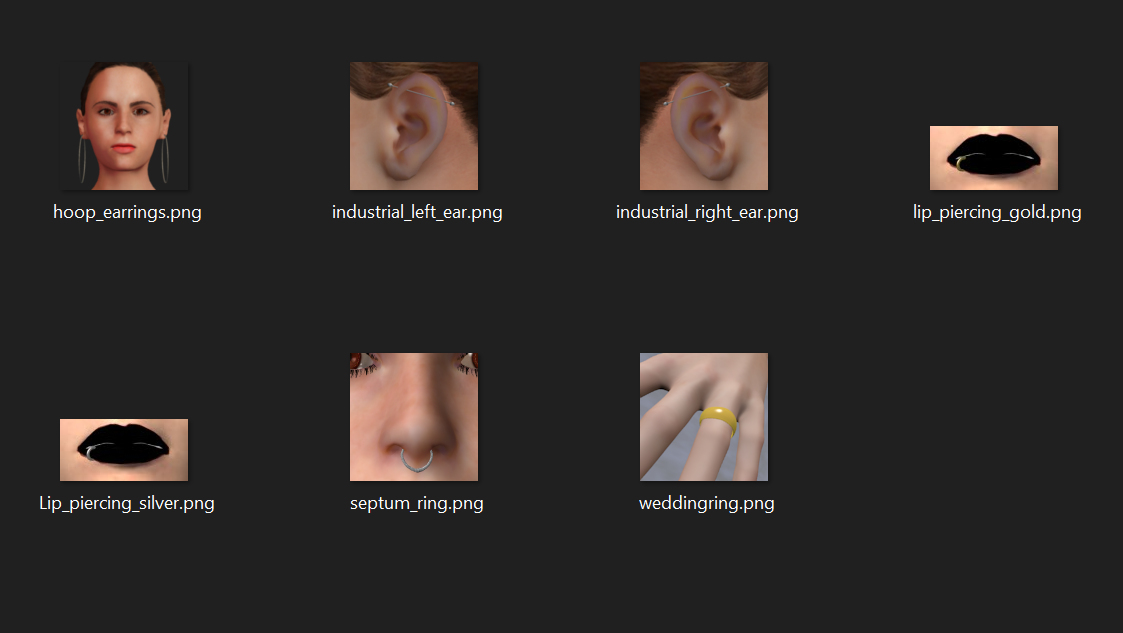 hoop_earrings.png
industrial_left_ear.png
industrial_right_ear.png
lip_piercing_gold.png
Lip_piercing_silver.png
septum_ring.png
weddingring.png